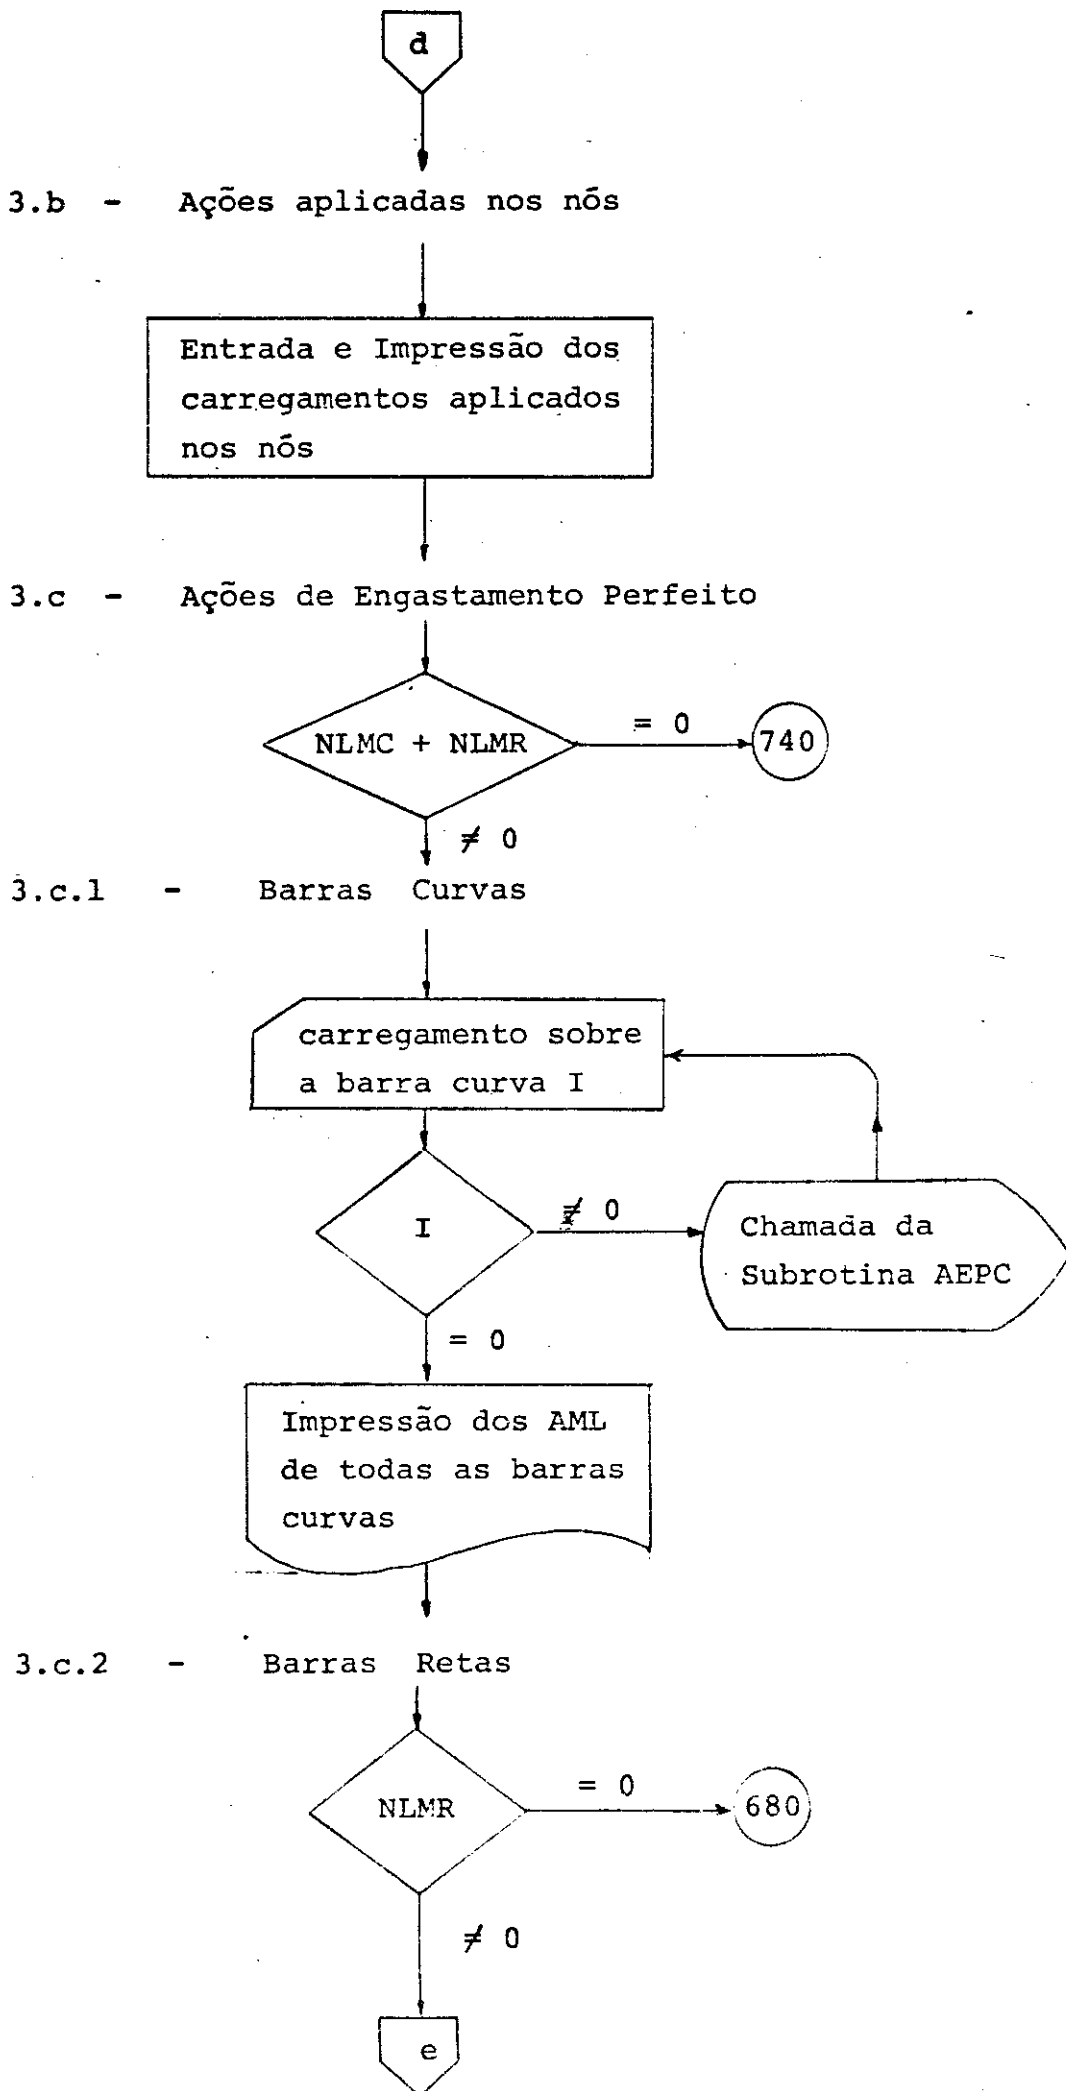 d
3.b - Ações aplicadas nos nós
Entrada e Impressão dos
carregamentos aplicados
nos nós
3.c - Ações de Engastamento Perfeito
NLMC + NLMR
= 0
740
≠ 0
3.c.1 - Barras Curvas
carregamento sobre
a barra curva I
I
≠ 0
Chamada da
Subrotina AEPC
= 0
Impressão dos AML
de todas as barras
curvas
3.c.2 - Barras Retas
NLMR
= 0
680
≠ 0
e